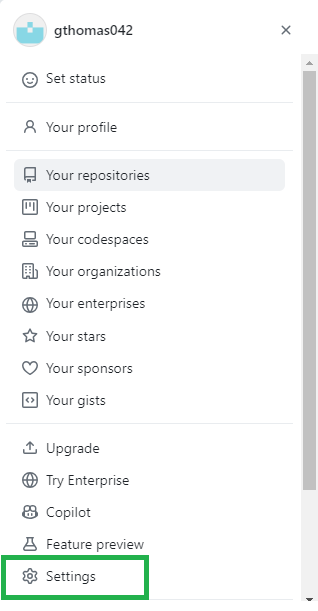 gthomas042
Set status
Your profile
Your repositories
Your projects
Your codespaces
Your organizations
Your enterprises
Your stars
Your sponsors
Your gists
Upgrade
Try Enterprise
Copilot
Feature preview
Settings